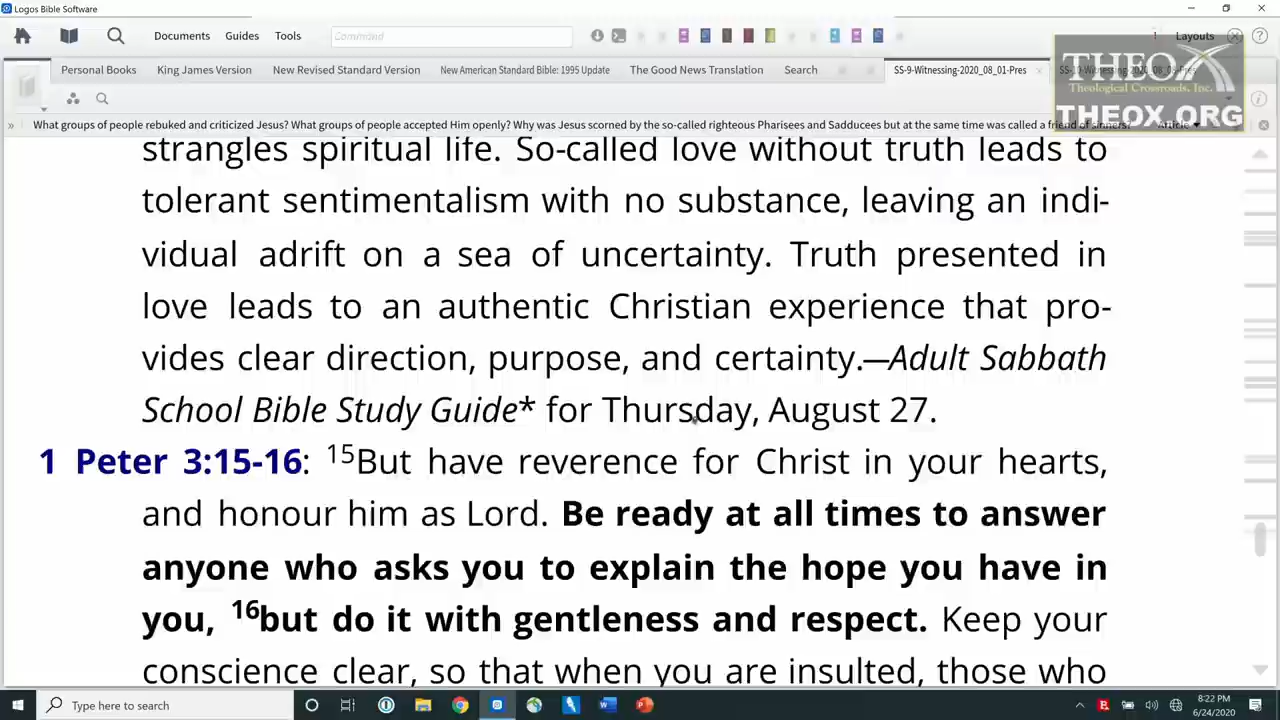 Logos Bible Software
Documents Guides Tools Command Layouts
Personal Books King James Version New Revised Stan New American Standard Bible: 1995 Update The Good News Translation Search SS-9-Witnessing-2020_08_01-Pres
THEOX
Theological Crossroads, Inc.
THEOX.ORG
What groups of people rebuked and criticized Jesus? What groups of people accepted Him openly? Why was Jesus scorned by the so-called righteous Pharisees and Sadducees but at the same time was called a friend of sinners? Article
strangles spiritual life. So-called love without truth leads to
tolerant sentimentalism with no substance, leaving an indi-
vidual adrift on a sea of uncertainty. Truth presented in
love leads to an authentic Christian experience that pro-
vides clear direction, purpose, and certainty.—Adult Sabbath
School Bible Study Guide* for Thursday, August 27.
1 Peter 3:15-16: 15But have reverence for Christ in your hearts,
and honour him as Lord. Be ready at all times to answer
anyone who asks you to explain the hope you have in
you, 16but do it with gentleness and respect. Keep your
conscience clear, so that when you are insulted, those who
Type here to search
8:22 PM
6/24/2020